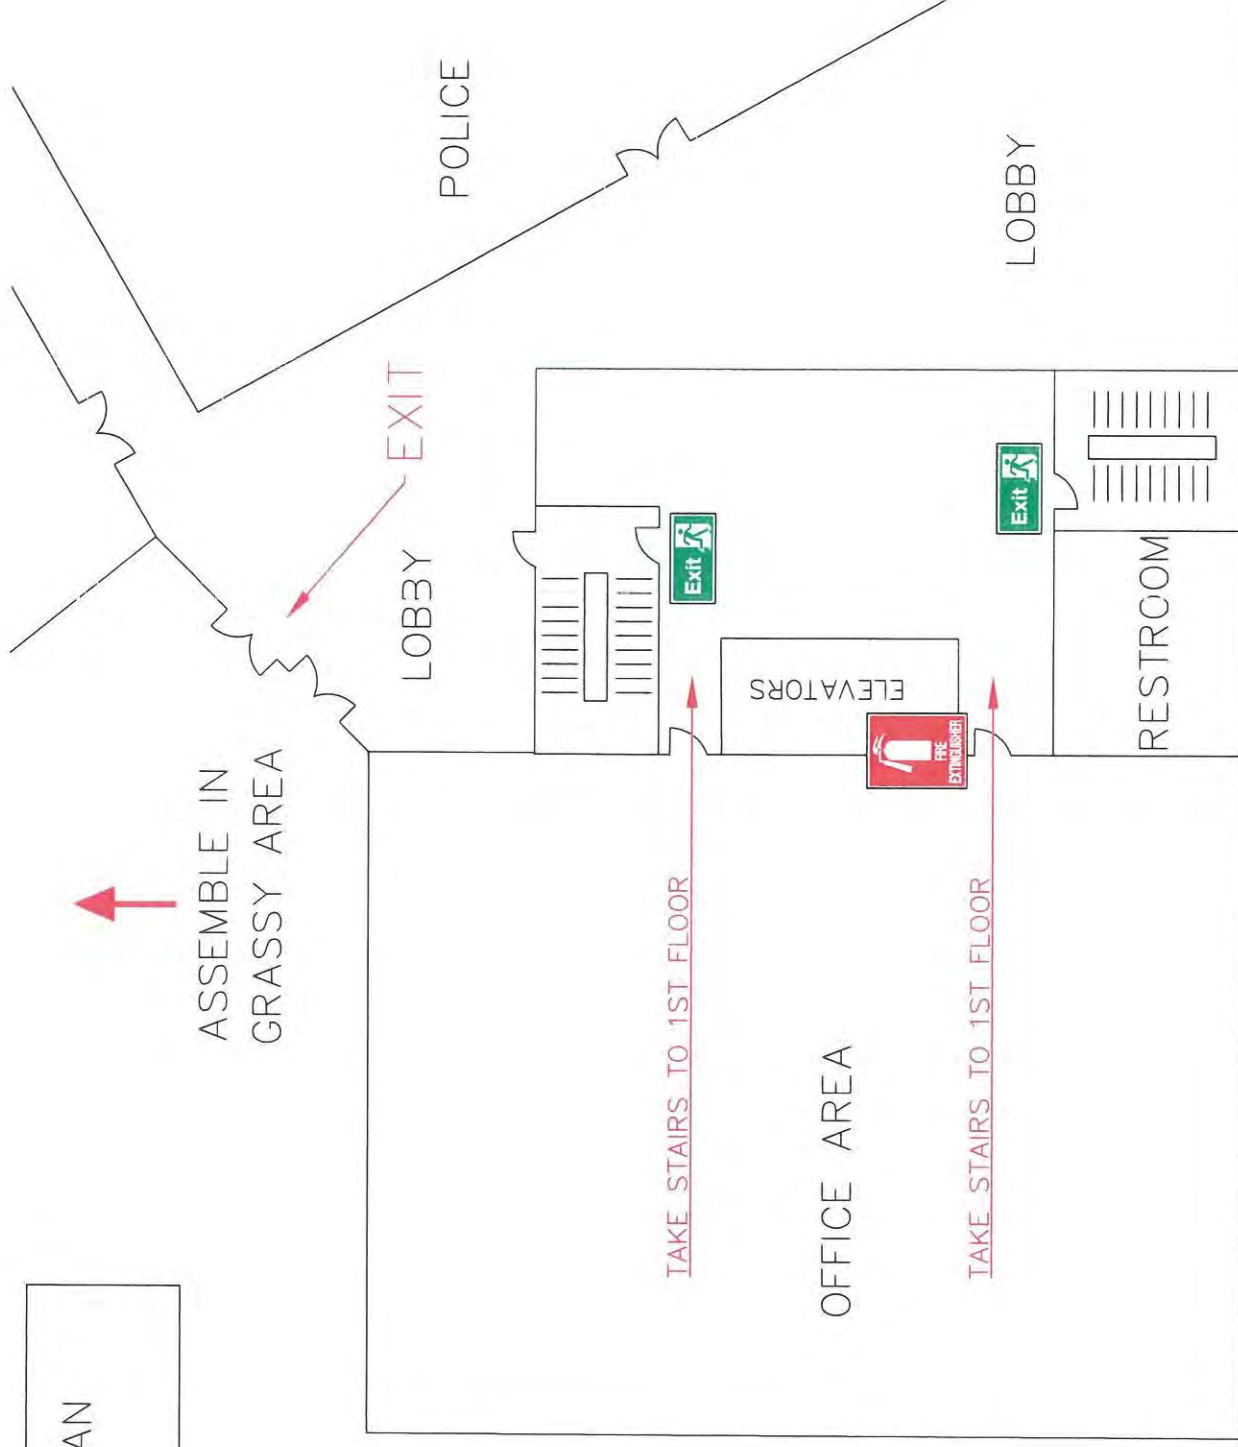 AN
ASSEMBLE IN
GRASSY AREA
EXIT
POLICE
LOBBY
LOBBY
TAKE STAIRS TO 1ST FLOOR
Exit
ELEVATORS
FIRE
EXTINGUISHER
OFFICE AREA
TAKE STAIRS TO 1ST FLOOR
Exit
RESTROOM